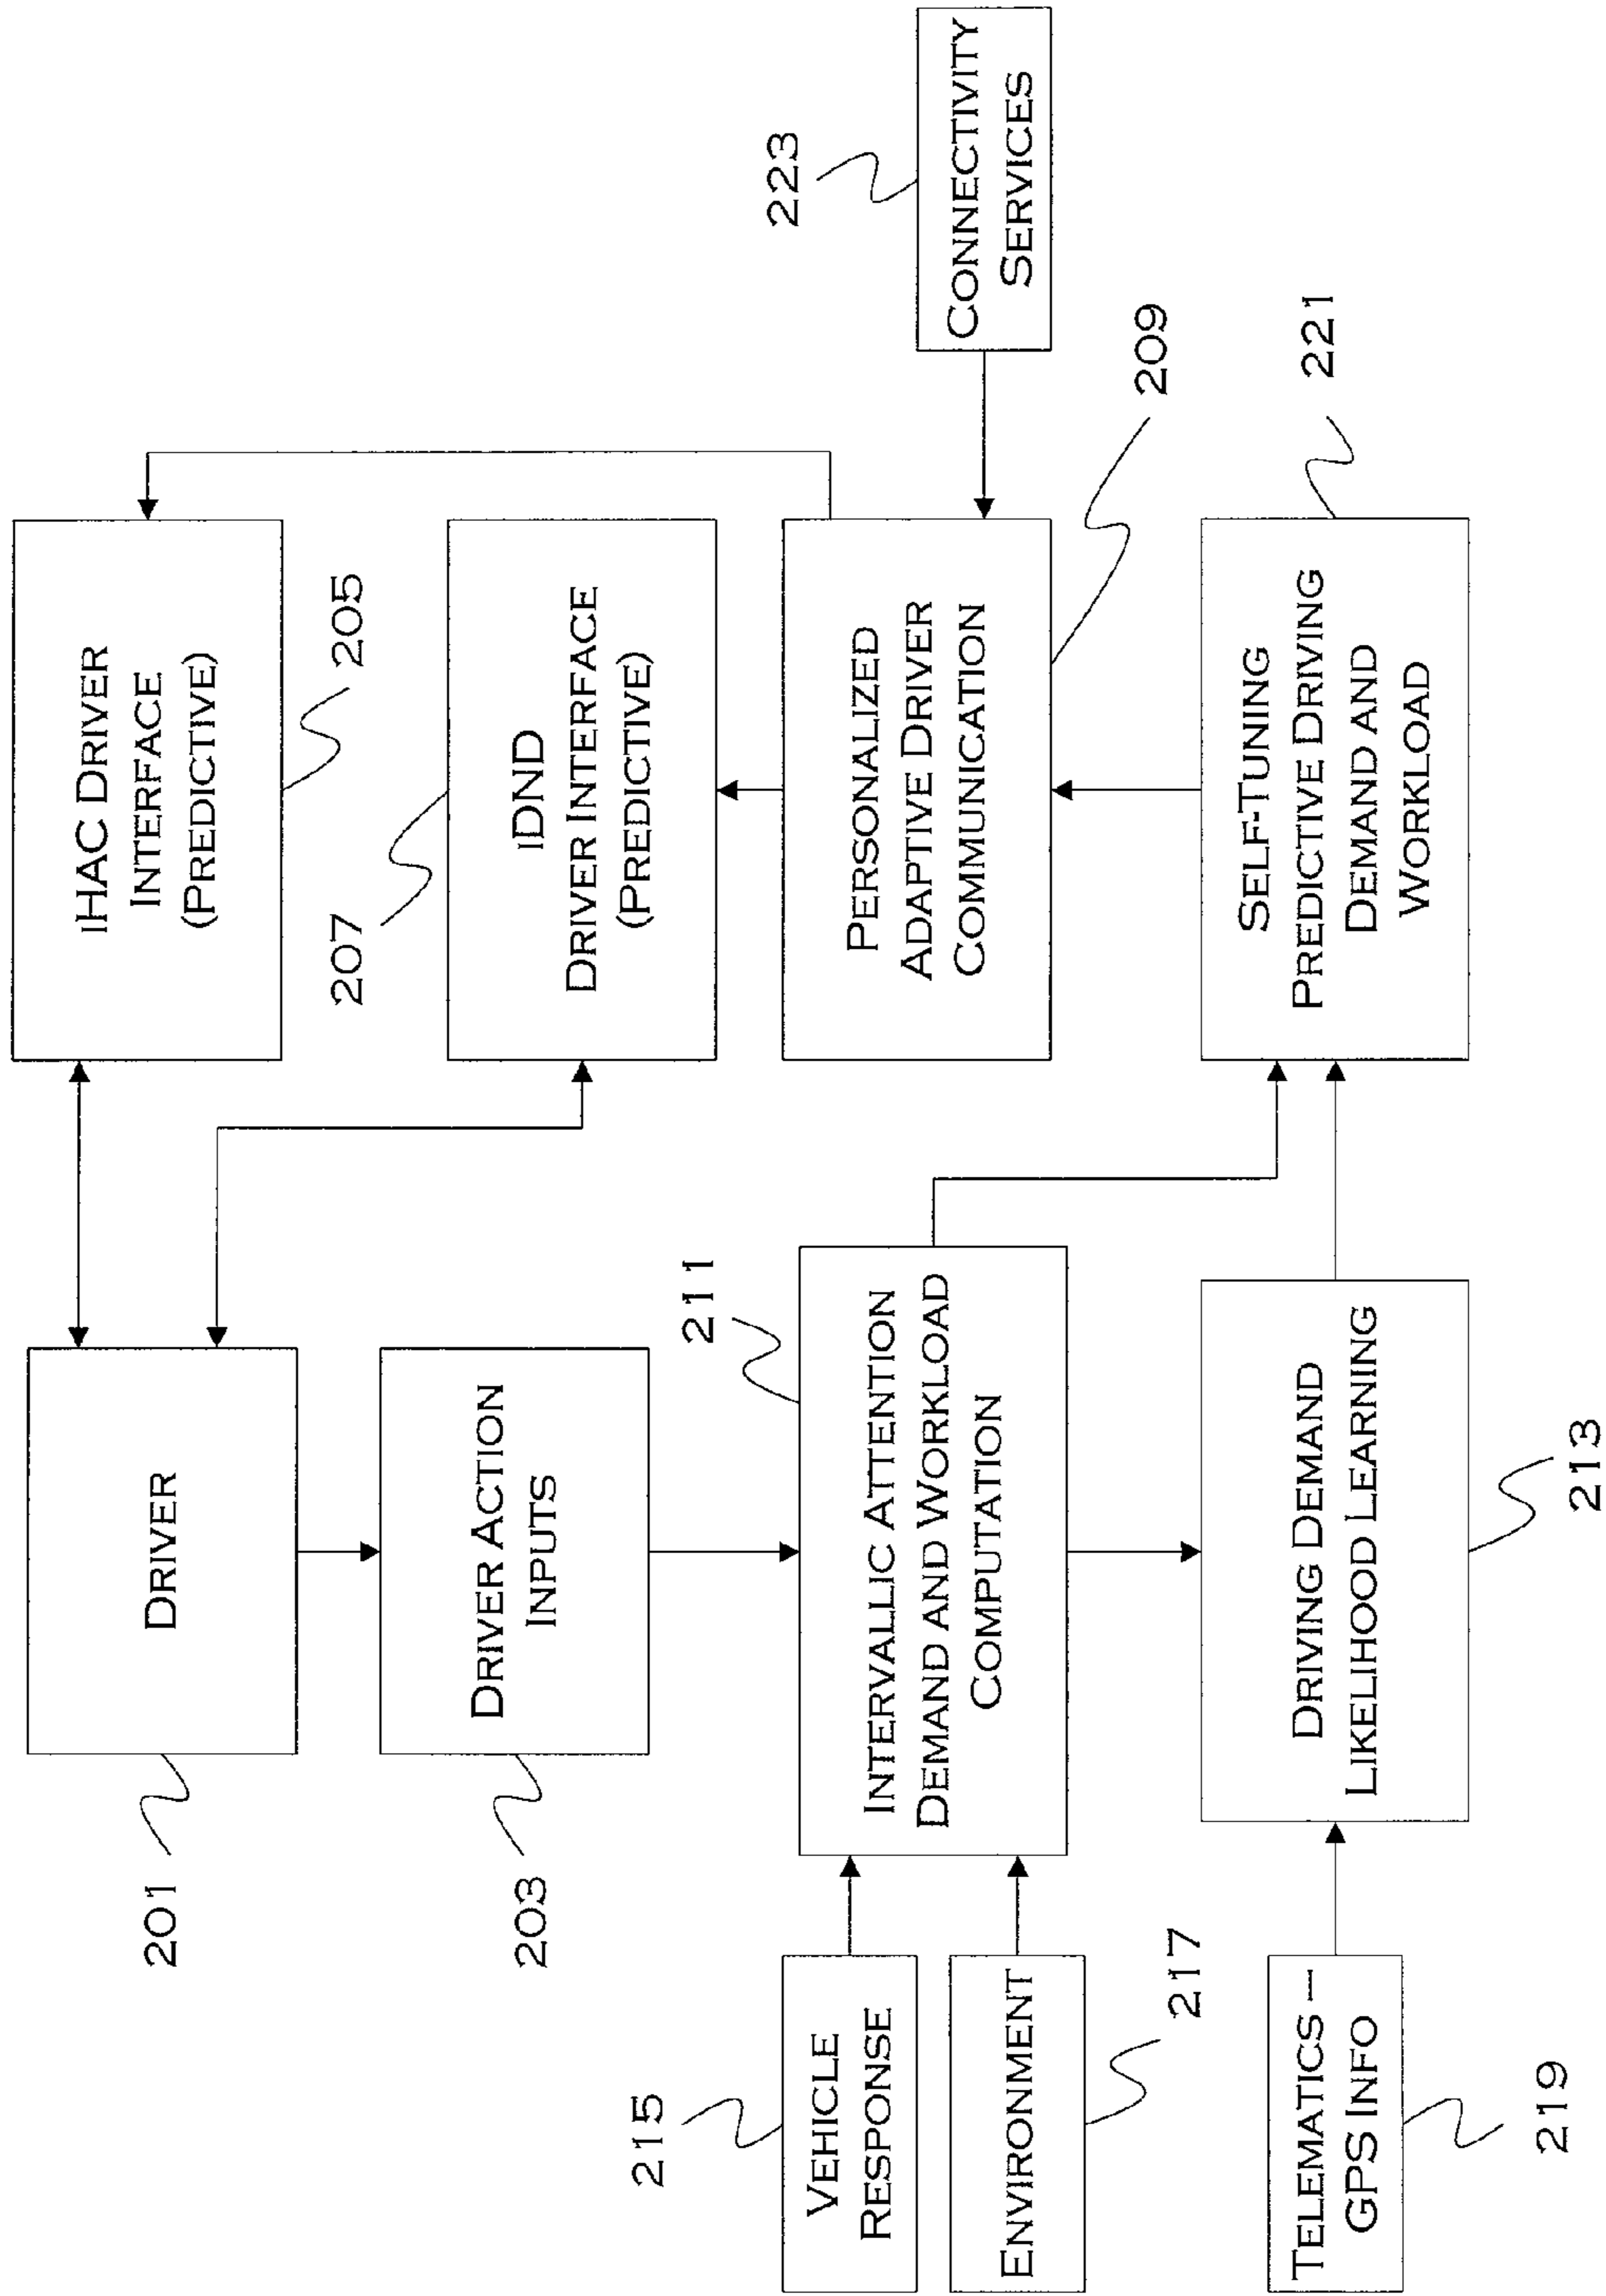 DRIVER
201
DRIVER ACTION
INPUTS
203
IHAC DRIVER
INTERFACE
(PREDICTIVE)
205
207
IDND
DRIVER INTERFACE
(PREDICTIVE)
PERSONALIZED
ADAPTIVE DRIVER
COMMUNICATION
209
223
CONNECTIVITY
SERVICES
211
INTERVALLIC ATTENTION
DEMAND AND WORKLOAD
COMPUTATION
215
VEHICLE
RESPONSE
ENVIRONMENT
217
TELEMATICS –
GPS INFO
219
DRIVING DEMAND
LIKELIHOOD LEARNING
213
SELF-TUNING
PREDICTIVE DRIVING
DEMAND AND
WORKLOAD
221